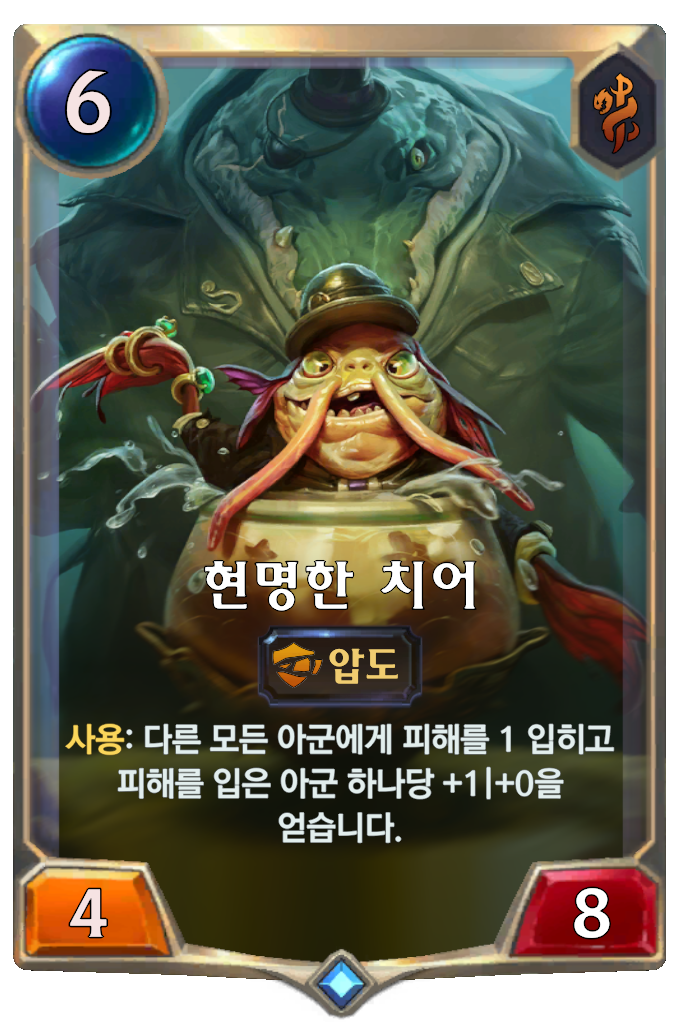 6
현명한 치어
압도
사용: 다른 모든 아군에게 피해를 1 입히고
피해를 입은 아군 하나당 +1|+0을
얻습니다.
4
8